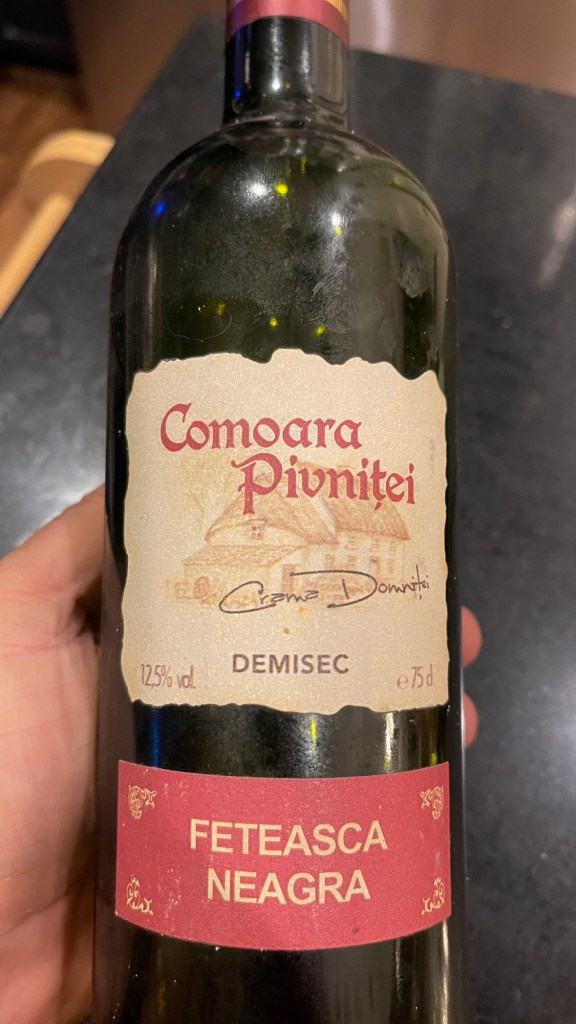 Comoara
Pivniței
Crama Domniței
DEMISEC
12,5% vol.
℮ 75 cl
FETEASCA
NEAGRA